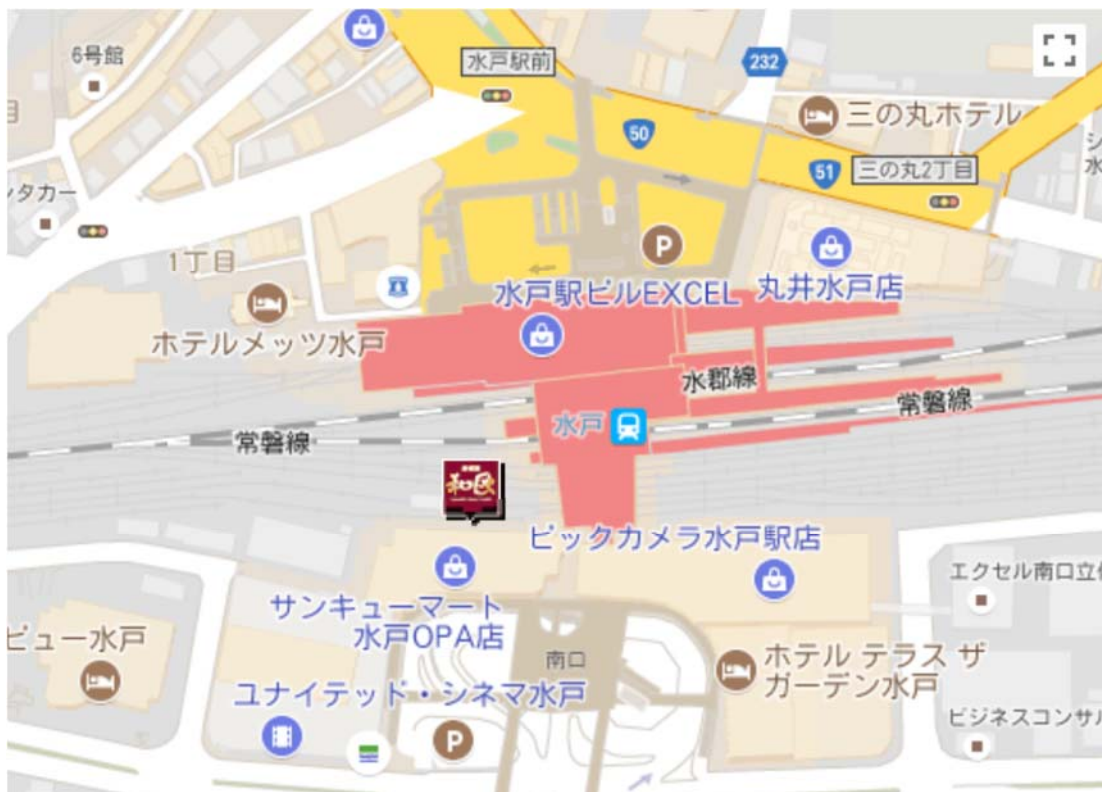 6号館
水戸駅前
232
三の丸ホテル
50
目
51
三の丸2丁目
シ
水
ンタカー
1丁目
P
水戸駅ビルEXCEL
丸井水戸店
ホテルメッツ水戸
水郡線
常磐線
水戸
常磐線
和民
ビックカメラ水戸駅店
エクセル南口立体
サンキューマート
水戸OPA店
ビュー水戸
南口
ホテル テラス ザ
ガーデン水戸
ユナイテッド・シネマ水戸
ビジネスコンサル
P